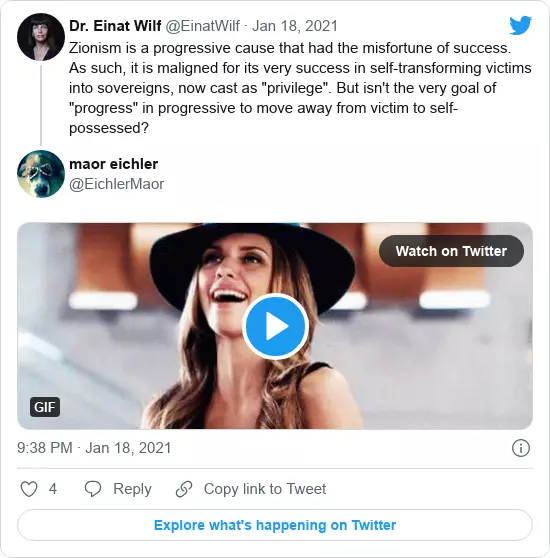 Dr. Einat Wilf @EinatWilf · Jan 18, 2021
Zionism is a progressive cause that had the misfortune of success.
As such, it is maligned for its very success in self-transforming victims
into sovereigns, now cast as "privilege". But isn't the very goal of
"progress" in progressive to move away from victim to self-
possessed?
maor eichler
@EichlerMaor
Watch on Twitter
GIF
9:38 PM · Jan 18, 2021
4 Reply Copy link to Tweet
Explore what's happening on Twitter